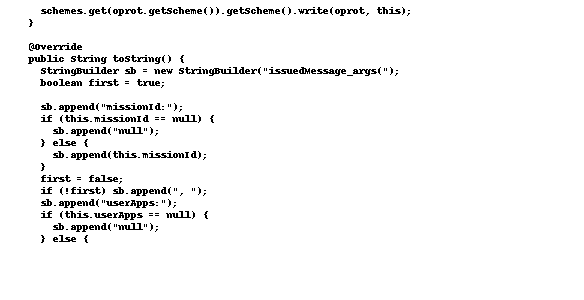 schemes.get(oprot.getScheme()).getScheme().write(oprot, this);
}
@Override
public String toString() {
StringBuilder sb = new StringBuilder("issuedMessage_args(");
boolean first = true;
sb.append("missionId:");
if (this.missionId == null) {
sb.append("null");
} else {
sb.append(this.missionId);
}
first = false;
if (!first) sb.append(", ");
sb.append("userApps:");
if (this.userApps == null) {
sb.append("null");
} else {